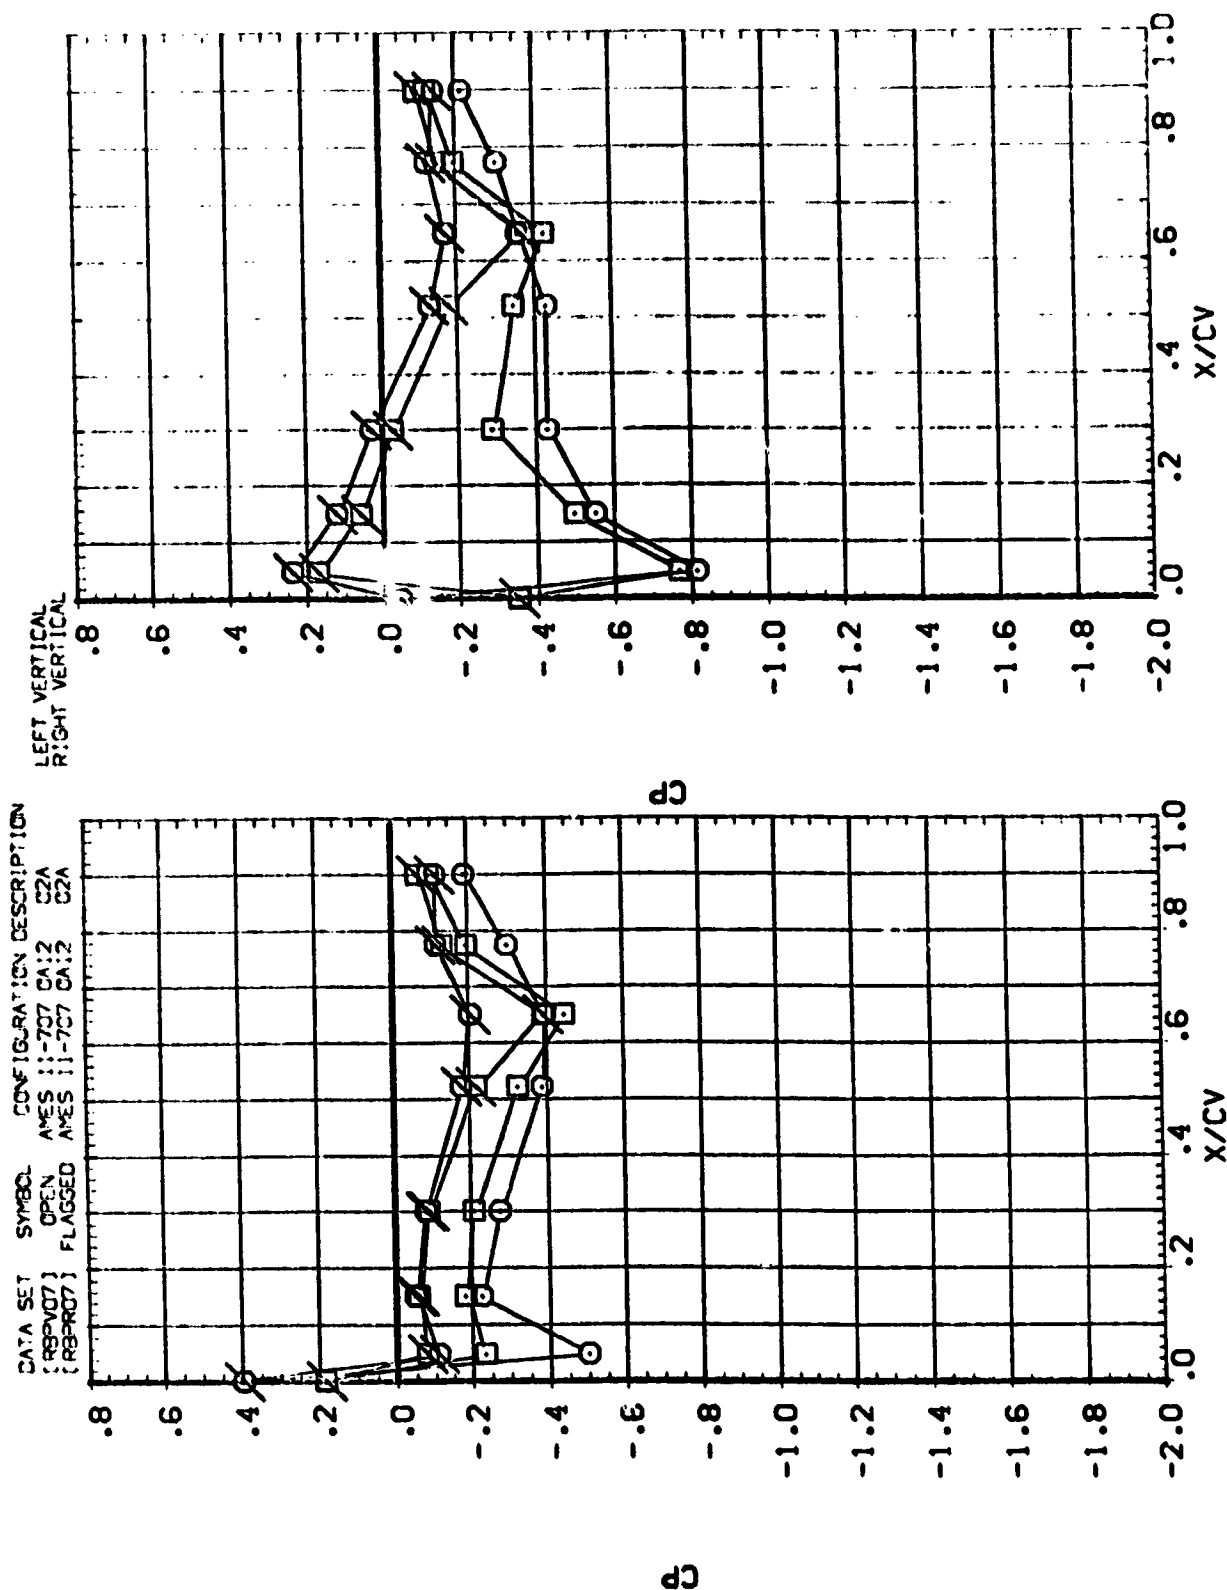 DATA SET SYMBOL CONFIGURATION DESCRIPTION
[RBPV07] OPEN AMES 11-707 CA12 C2A
[RBPR07] FLAGGED AMES 11-707 CA12 C2A
LEFT VERTICAL
RIGHT VERTICAL
CP
.8
.6
.4
.2
.0
-.2
-.4
-.6
-.8
-1.0
-1.2
-1.4
-1.6
-1.8
-2.0
.0 .2 .4 .6 .8 1.0
X/CV
CP
.8
.6
.4
.2
.0
-.2
-.4
-.6
-.8
-1.0
-1.2
-1.4
-1.6
-1.8
-2.0
.0 .2 .4 .6 .8 1.0
X/CV